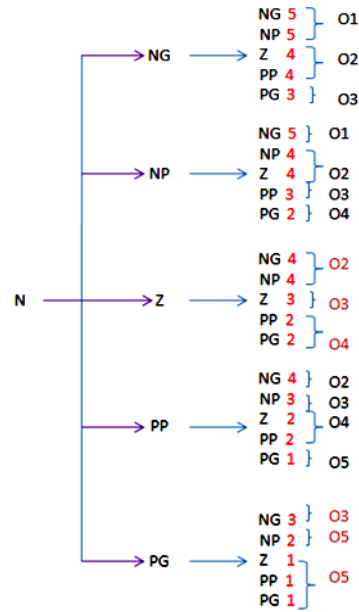 NG 5 O1
NP 5
Z 4 O2
NG PP 4
PG 3 O3
NG 5 O1
NP 4
NP Z 4 O2
PP 3 O3
PG 2 O4
NG 4 O2
NP 4
N Z Z 3 O3
PP 2
PG 2 O4
NG 4 O2
NP 3 O3
Z 2 O4
PP PP 2
PG 1 O5
NG 3 O3
NP 2 O5
PG Z 1
PP 1 O5
PG 1